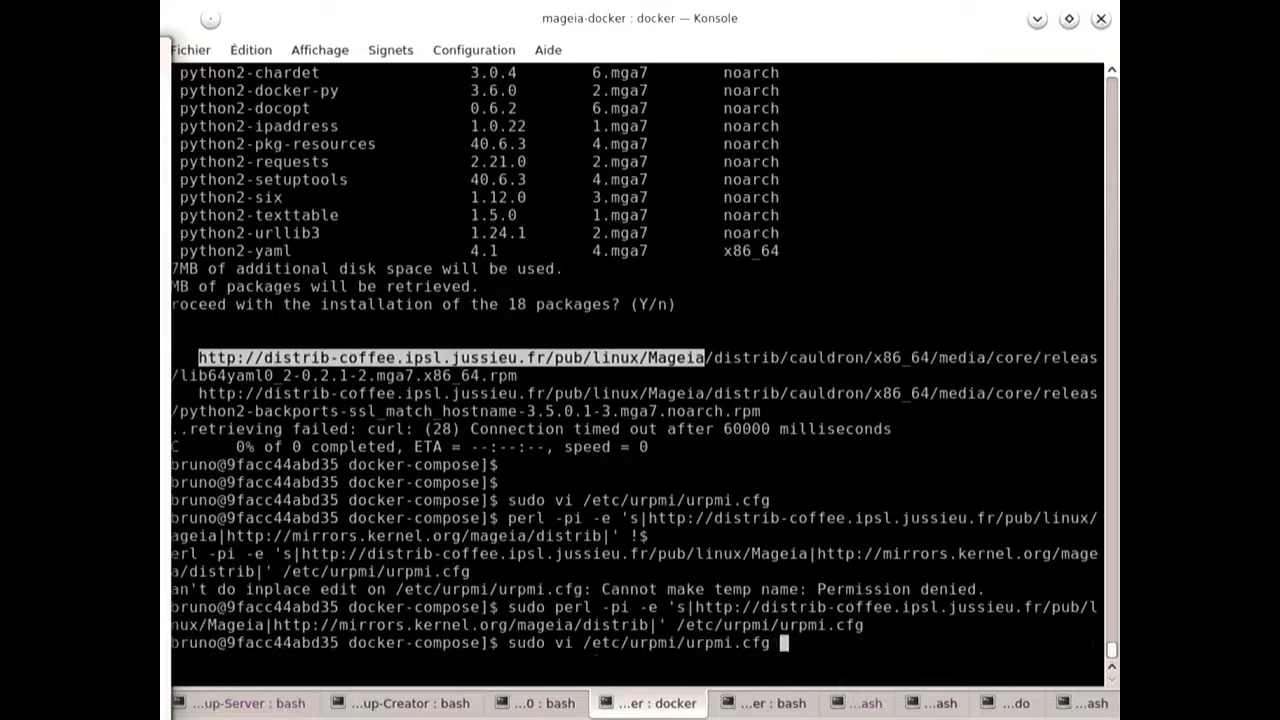 mageia-docker : docker — Konsole
Fichier Édition Affichage Signets Configuration Aide
python2-chardet 3.0.4 6.mga7 noarch
python2-docker-py 3.6.0 2.mga7 noarch
python2-docopt 0.6.2 6.mga7 noarch
python2-ipaddress 1.0.22 1.mga7 noarch
python2-pkg-resources 40.6.3 4.mga7 noarch
python2-requests 2.21.0 2.mga7 noarch
python2-setuptools 40.6.3 4.mga7 noarch
python2-six 1.12.0 3.mga7 noarch
python2-texttable 1.5.0 1.mga7 noarch
python2-urllib3 1.24.1 2.mga7 noarch
python2-yaml 4.1 4.mga7 x86_64
7MB of additional disk space will be used.
MB of packages will be retrieved.
roceed with the installation of the 18 packages? (Y/n)
http://distrib-coffee.ipsl.jussieu.fr/pub/linux/Mageia/distrib/cauldron/x86_64/media/core/releas
/lib64yaml0_2-0.2.1-2.mga7.x86_64.rpm
http://distrib-coffee.ipsl.jussieu.fr/pub/linux/Mageia/distrib/cauldron/x86_64/media/core/releas
/python2-backports-ssl_match_hostname-3.5.0.1-3.mga7.noarch.rpm
..retrieving failed: curl: (28) Connection timed out after 60000 milliseconds
C 0% of 0 completed, ETA = --:--:--, speed = 0
bruno@9facc44abd35 docker-compose]$
bruno@9facc44abd35 docker-compose]$
bruno@9facc44abd35 docker-compose]$ sudo vi /etc/urpmi/urpmi.cfg
bruno@9facc44abd35 docker-compose]$ perl -pi -e 's|http://distrib-coffee.ipsl.jussieu.fr/pub/linux/
ageia|http://mirrors.kernel.org/mageia/distrib|' !$
erl -pi -e 's|http://distrib-coffee.ipsl.jussieu.fr/pub/linux/Mageia|http://mirrors.kernel.org/mage
a/distrib|' /etc/urpmi/urpmi.cfg
an't do inplace edit on /etc/urpmi/urpmi.cfg: Cannot make temp name: Permission denied.
bruno@9facc44abd35 docker-compose]$ sudo perl -pi -e 's|http://distrib-coffee.ipsl.jussieu.fr/pub/l
nux/Mageia|http://mirrors.kernel.org/mageia/distrib|' /etc/urpmi/urpmi.cfg
bruno@9facc44abd35 docker-compose]$ sudo vi /etc/urpmi/urpmi.cfg
...up-Server : bash ...up-Creator : bash ...0 : bash ...er : docker ...er : bash ...ash ...ash ...do ...ash